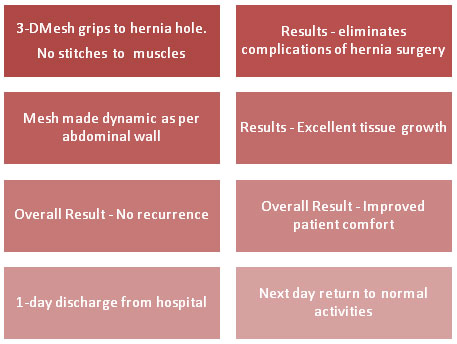 3-DMesh grips to hernia hole.
No stitches to muscles
Results - eliminates
complications of hernia surgery
Mesh made dynamic as per
abdominal wall
Results - Excellent tissue growth
Overall Result - No recurrence
Overall Result - Improved
patient comfort
1-day discharge from hospital
Next day return to normal
activities